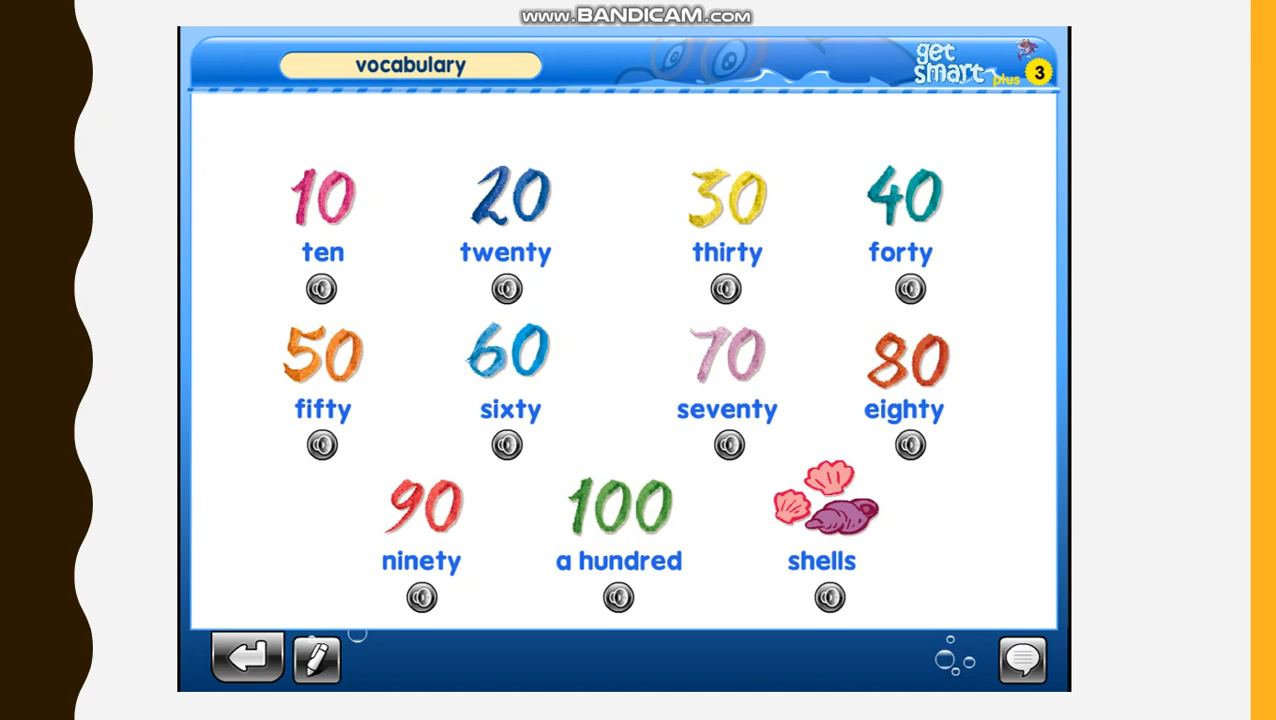 www.BANDICAM.com
vocabulary
get
smart plus 3
10 20 30 40
ten twenty thirty forty
50 60 70 80
fifty sixty seventy eighty
90 100
ninety a hundred shells